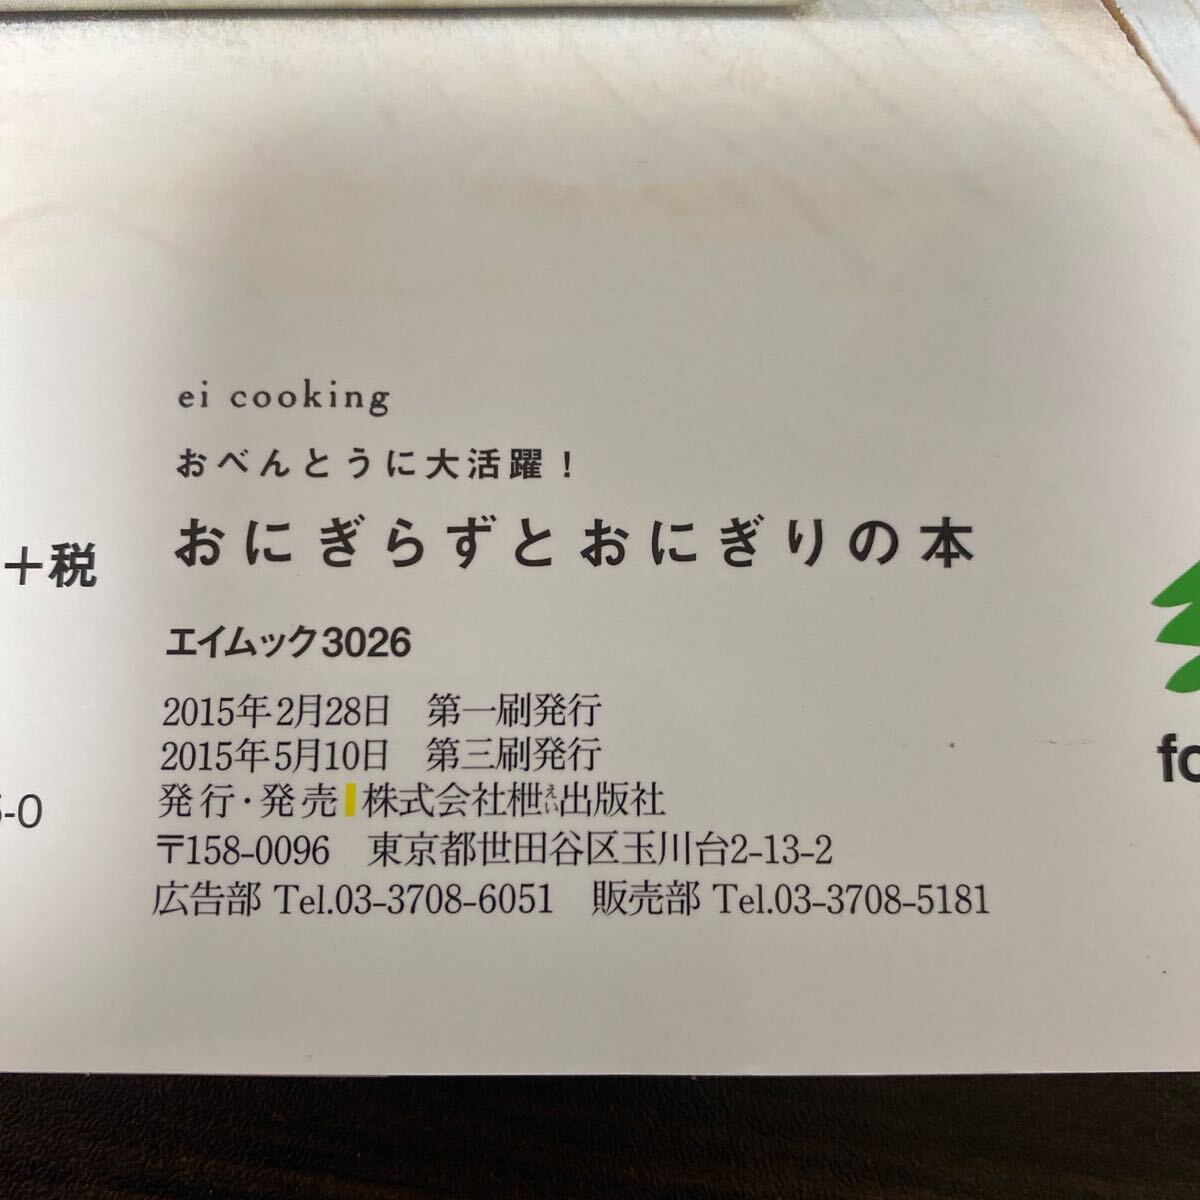 ei cooking
おべんとうに大活躍！
おにぎらずとおにぎりの本
+税
エイムック3026
2015年2月28日　第一刷発行
2015年5月10日　第三刷発行
発行・発売 株式会社枻えい出版社
-0
〒158-0096　東京都世田谷区玉川台2-13-2
広告部 Tel.03-3708-6051　販売部 Tel.03-3708-5181
fo